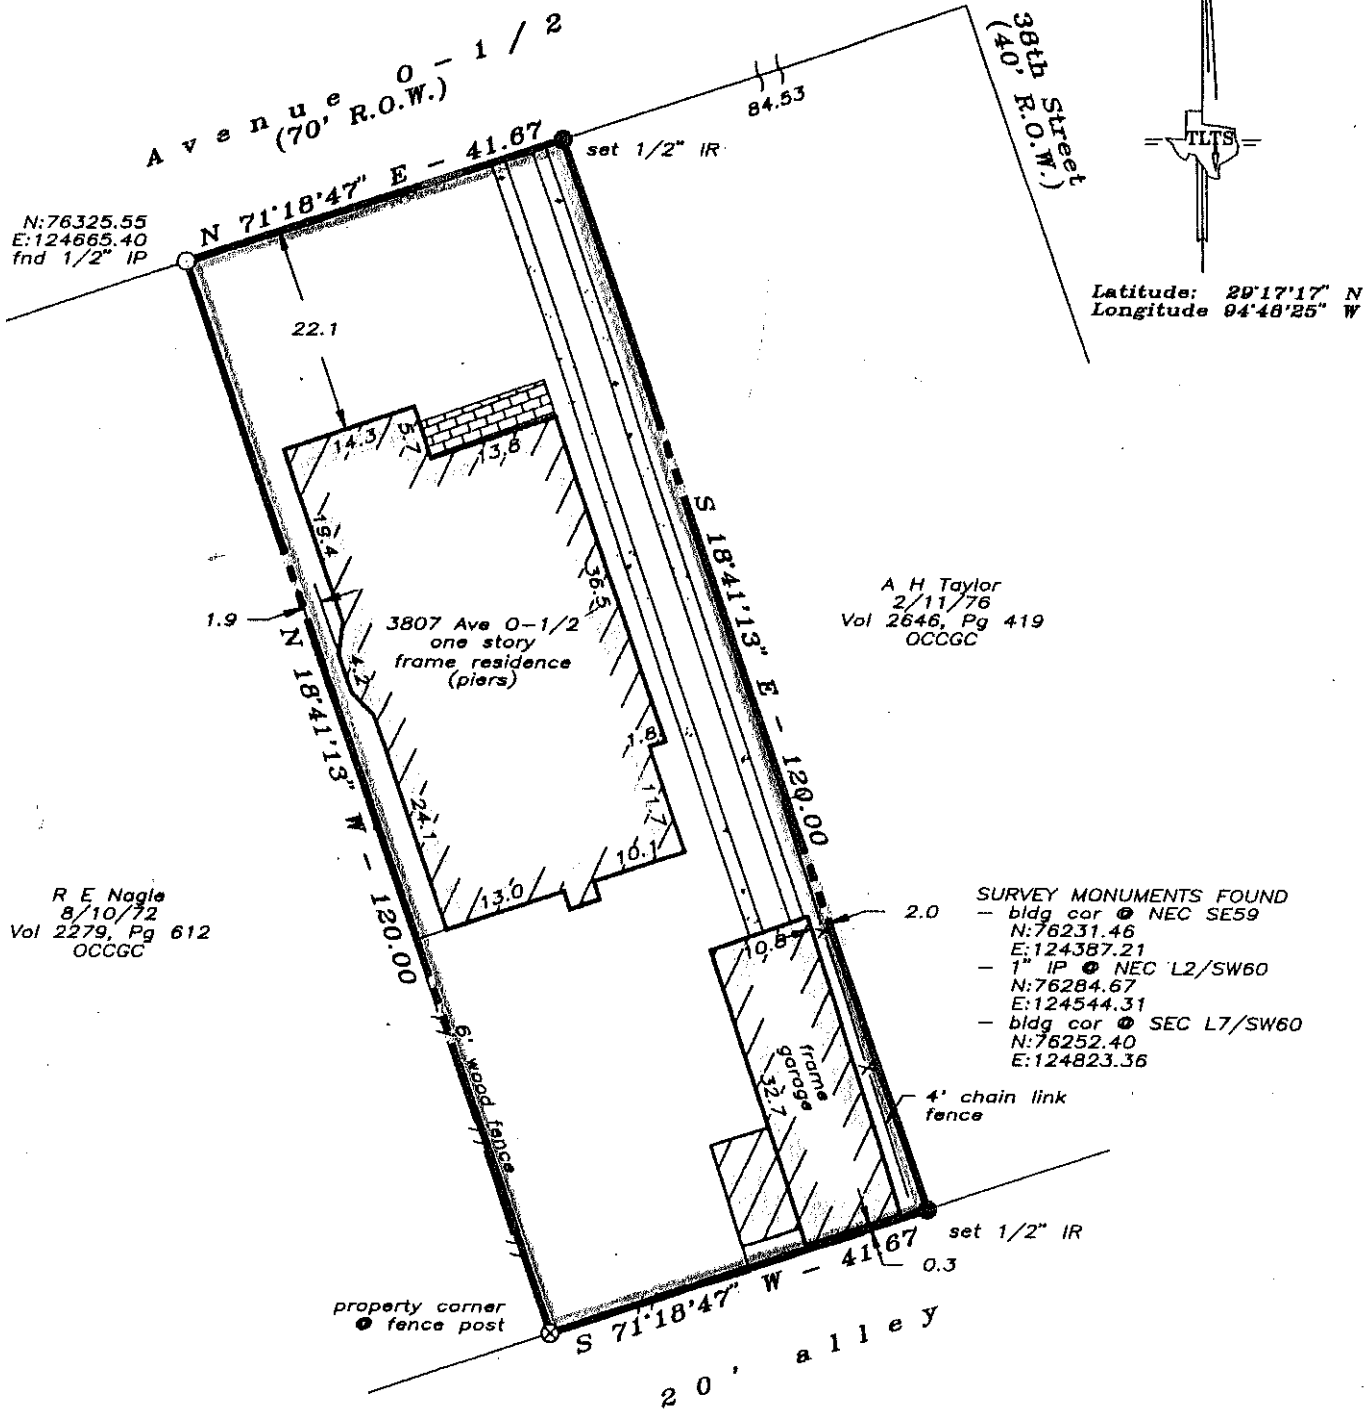 Avenue O - 1/2
(70' R.O.W.)
38th Street
(40' R.O.W.)
84.53
TLTS
N 71°18'47" E - 41.67
set 1/2" IR
N:76325.55
E:124665.40
fnd 1/2" IP
Latitude: 29°17'17" N
Longitude 94°48'25" W
22.1
14.3
5.7
13.8
19.4
36.5
S 18°41'13" E - 120.00
A H Taylor
2/11/76
Vol 2646, Pg 419
OCCGC
1.9
3807 Ave O-1/2
one story
frame residence
(piers)
4.2
N 18°41'13" W - 120.00
1.8
11.7
24.1
10.1
13.0
R E Nagle
8/10/72
Vol 2279, Pg 612
OCCGC
2.0
10.8
SURVEY MONUMENTS FOUND
- bldg cor @ NEC SE59
N:76231.46
E:124387.21
- 1" IP @ NEC L2/SW60
N:76284.67
E:124544.31
- bldg cor @ SEC L7/SW60
N:76252.40
E:124823.36
6' wood fence
frame
garage
32.7
4' chain link
fence
set 1/2" IR
0.3
property corner
@ fence post
S 71°18'47" W - 41.67
20' alley